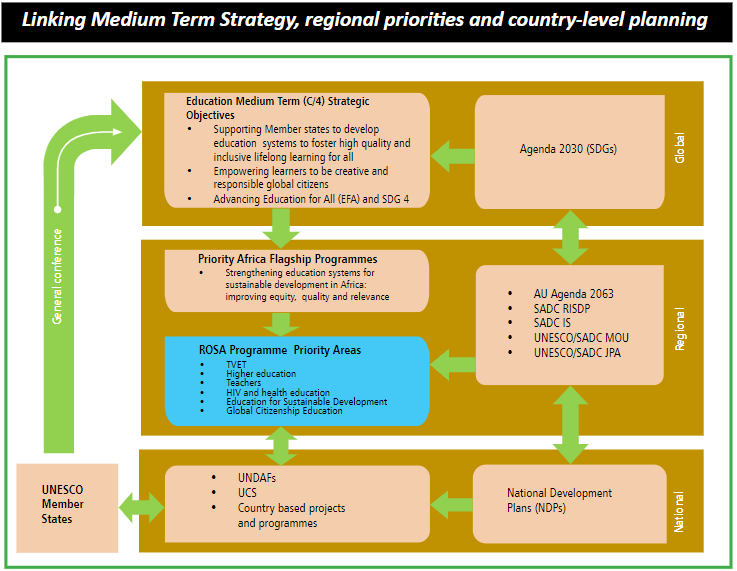 Linking Medium Term Strategy, regional priorities and country-level planning
Education Medium Term (C/4) Strategic
Objectives
• Supporting Member states to develop
education systems to foster high quality and
inclusive lifelong learning for all
• Empowering learners to be creative and
responsible global citizens
• Advancing Education for All (EFA) and SDG 4
Agenda 2030 (SDGs)
Global
General conference
Priority Africa Flagship Programmes
• Strengthening education systems for
sustainable development in Africa:
improving equity, quality and relevance
ROSA Programme Priority Areas
• TVET
• Higher education
• Teachers
• HIV and health education
• Education for Sustainable Development
• Global Citizenship Education
• AU Agenda 2063
• SADC RISDP
• SADC IS
• UNESCO/SADC MOU
• UNESCO/SADC JPA
Regional
UNESCO
Member
States
• UNDAFs
• UCS
• Country based projects
and programmes
National Development
Plans (NDPs)
National